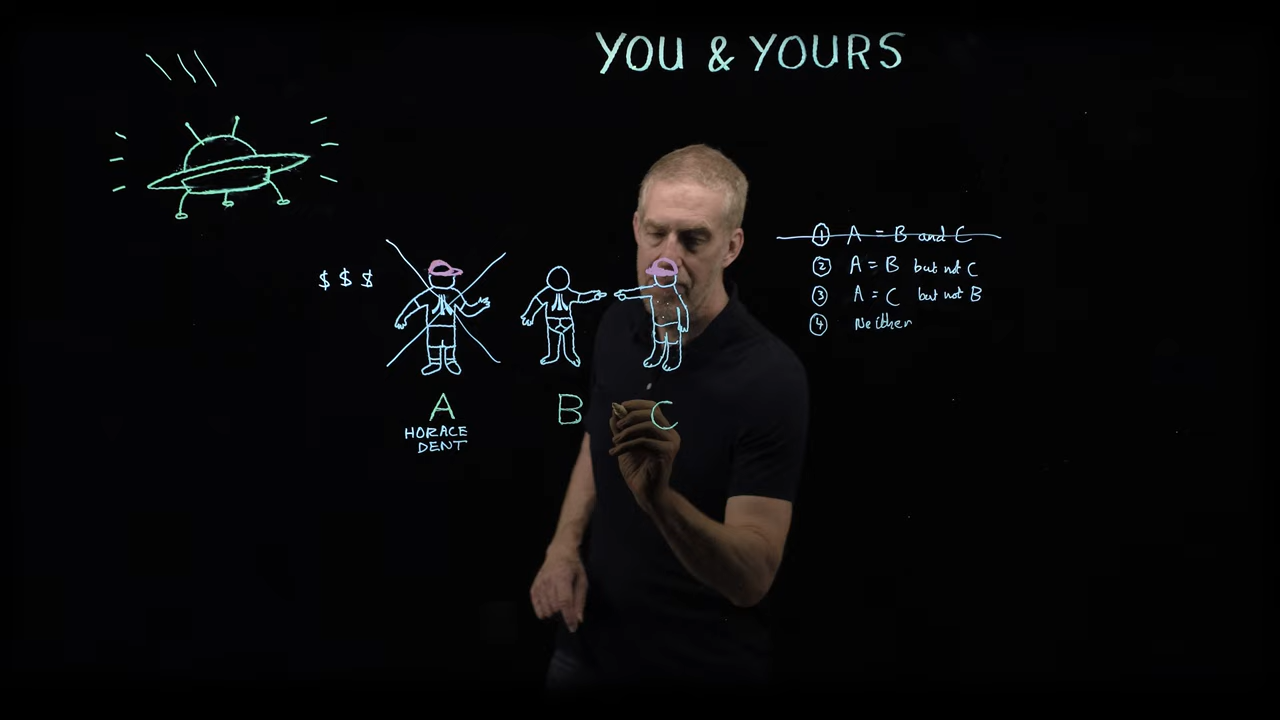 YOU & YOURS
① A = B and C
② A = B but not C
③ A = C but not B
④ Neither
$ $ $
A
B
C
HORACE
DENT